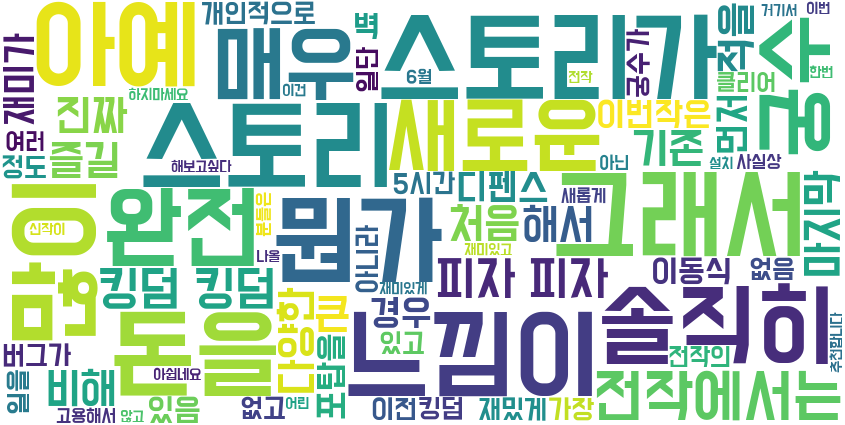 아예
개인적으로
매우
벽
일단
스토리가
궁수가
적을
거기서
이번
수
한번
재미가
이건
6월
전작
클리어
하지마세요
진짜
스토리
새로운
이번작은
먼저
용
여러
정도
즐길
해보고싶다
기존
아닌
설치
사실상
5시간
디펜스
새롭게
그래서
마지막
많이
완전
분들은
뭔가
처음
해서
신작이
나올
아니라
재미있고
재미있게
피자 피자
이동식
없음
킹덤 킹덤
다양한
큰
경우
솔직히
돈을
느낌이
추천합니다
버그가
아쉽네요
포탑을
있고
전작인
일을
비해
고용해서
않고
있음
없고
어린
이전
킹덤
재밌게
가장
전작에서는